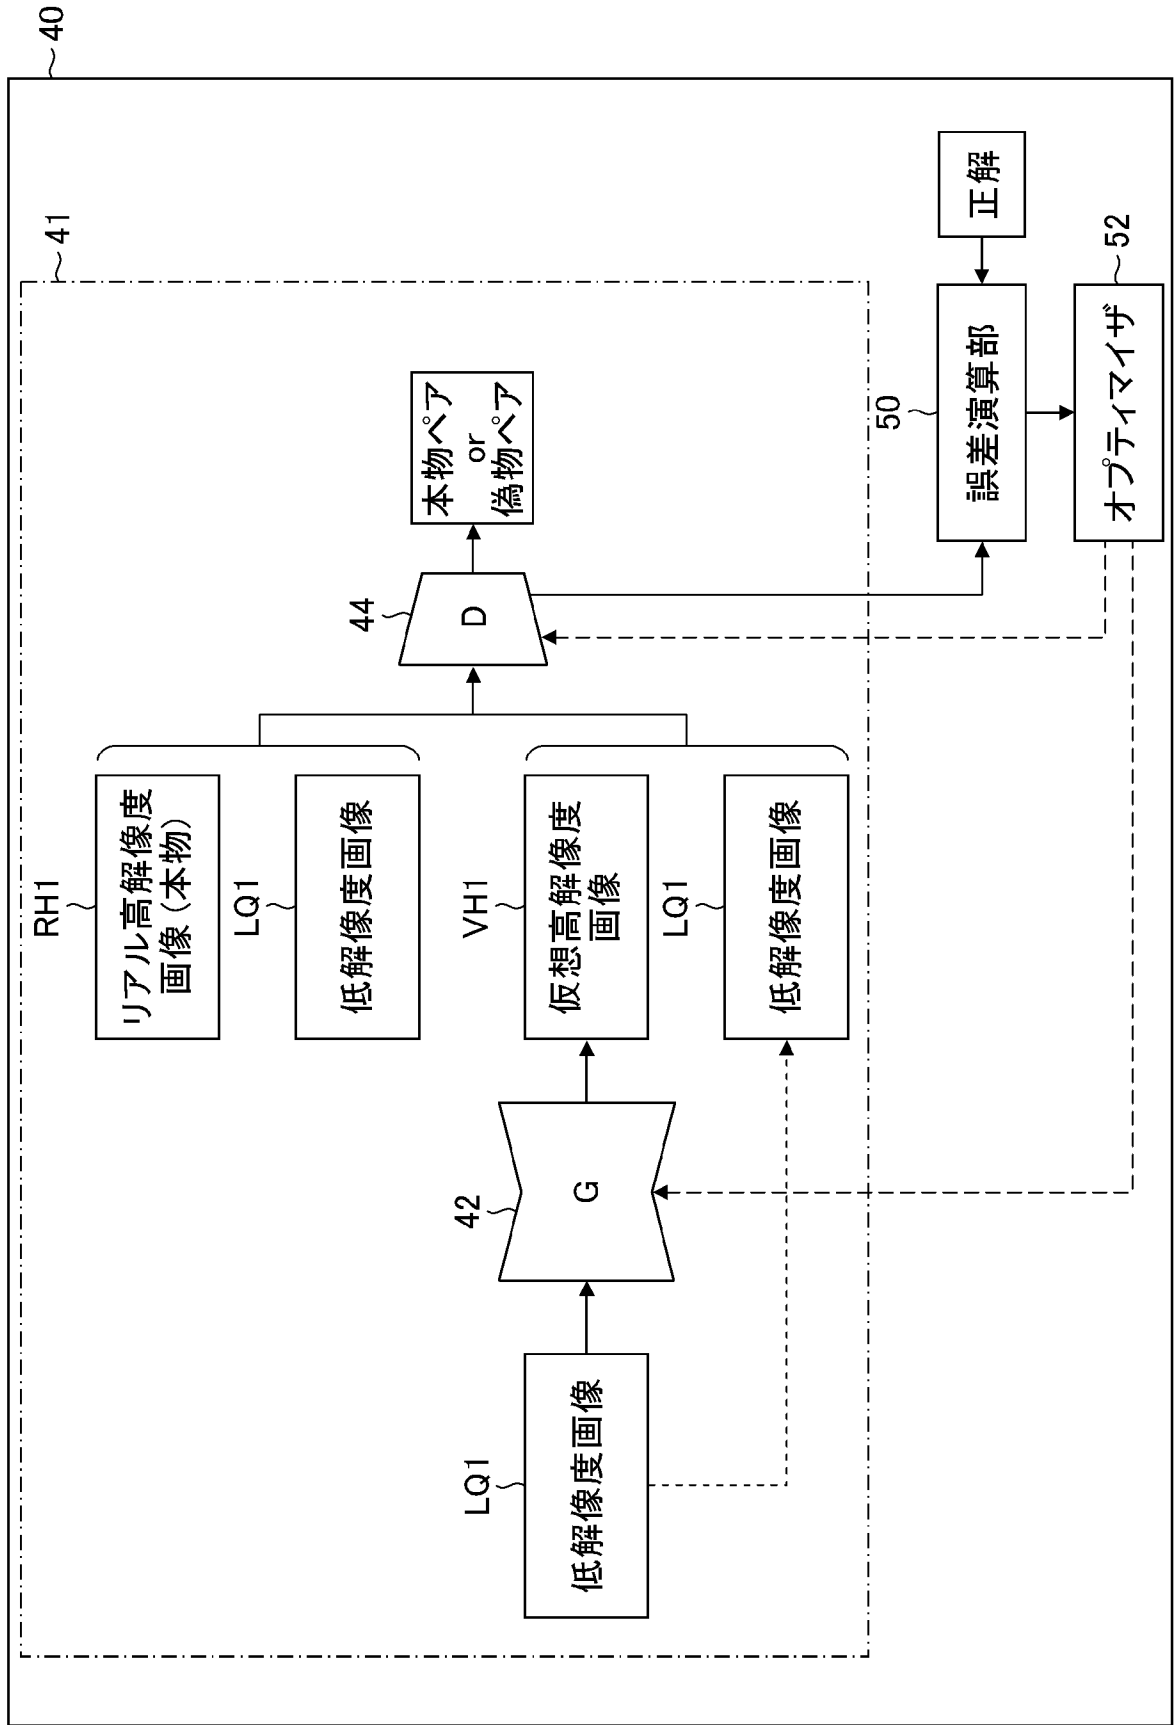 40
41
RH1
リアル高解像度
画像（本物）
LQ1
低解像度画像
44
D
本物ペア
or
偽物ペア
LQ1
低解像度画像
42
G
VH1
仮想高解像度
画像
LQ1
低解像度画像
50
誤差演算部
正解
オプティマイザ
52